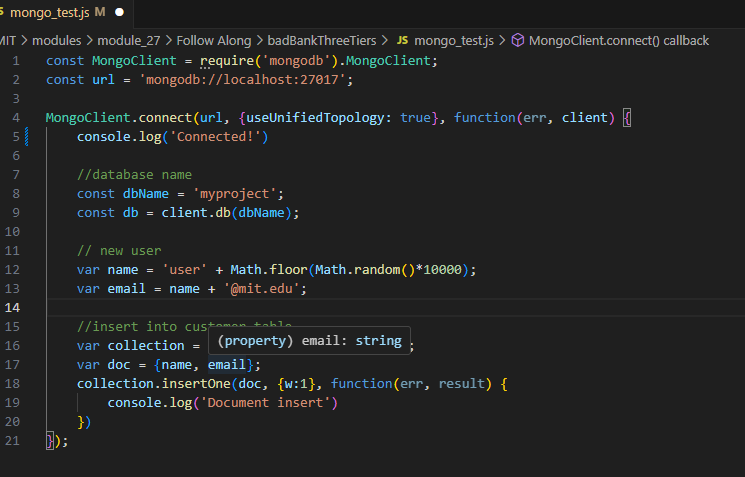 mongo_test.js M
MIT > modules > module_27 > Follow Along > badBankThreeTiers > JS mongo_test.js > MongoClient.connect() callback
1 const MongoClient = require('mongodb').MongoClient;
2 const url = 'mongodb://localhost:27017';
3
4 MongoClient.connect(url, {useUnifiedTopology: true}, function(err, client) {
5 console.log('Connected!')
6
7 //database name
8 const dbName = 'myproject';
9 const db = client.db(dbName);
10
11 // new user
12 var name = 'user' + Math.floor(Math.random()*10000);
13 var email = name + '@mit.edu';
14
15 //insert into customer table
16 var collection = ;
(property) email: string
17 var doc = {name, email};
18 collection.insertOne(doc, {w:1}, function(err, result) {
19 console.log('Document insert')
20 })
21 });